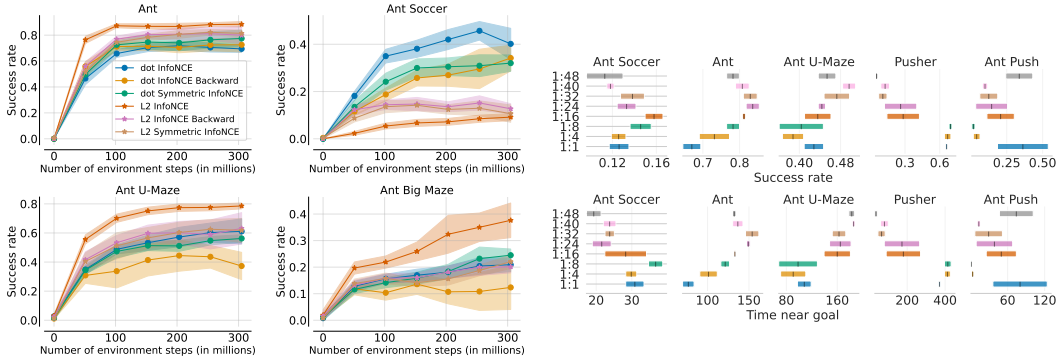 Ant
Success rate
0.8
0.6
0.4
0.2
0.0
dot InfoNCE
dot InfoNCE Backward
dot Symmetric InfoNCE
L2 InfoNCE
L2 InfoNCE Backward
L2 Symmetric InfoNCE
0 100 200 300
Number of environment steps (in millions)
Ant Soccer
Success rate
0.4
0.2
0.0
0 100 200 300
Number of environment steps (in millions)
Ant U-Maze
Success rate
0.8
0.6
0.4
0.2
0.0
0 100 200 300
Number of environment steps (in millions)
Ant Big Maze
Success rate
0.4
0.3
0.2
0.1
0.0
0 100 200 300
Number of environment steps (in millions)
Ant Soccer Ant Ant U-Maze Pusher Ant Push
1:48
1:40
1:32
1:24
1:16
1:8
1:4
1:1
0.12 0.16 0.7 0.8 0.40 0.48 0.3 0.6 0.25 0.50
Success rate
Ant Soccer Ant Ant U-Maze Pusher Ant Push
1:48
1:40
1:32
1:24
1:16
1:8
1:4
1:1
20 30 100 150 80 160 200 400 60 120
Time near goal